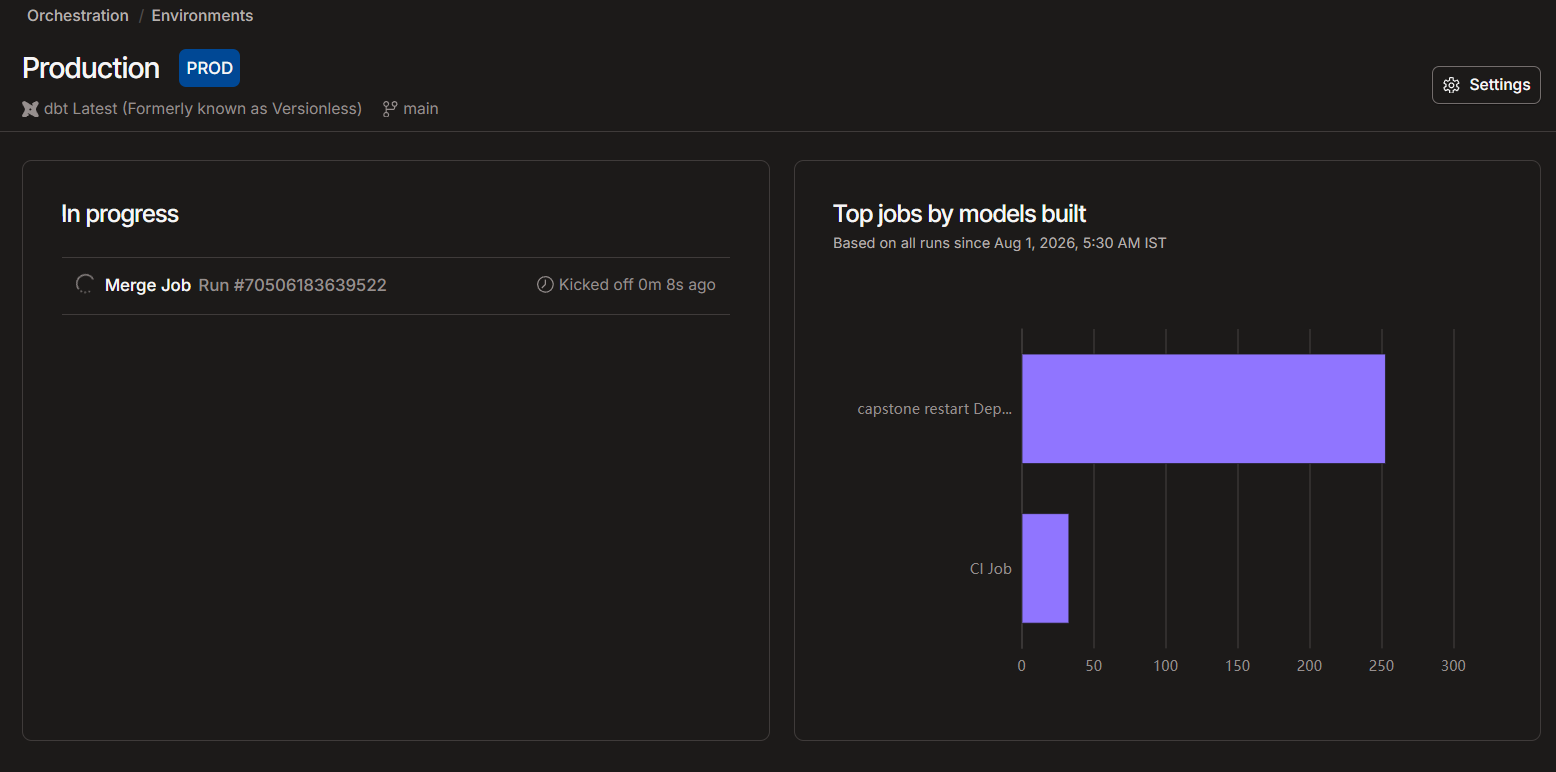 Orchestration / Environments
Production PROD
dbt Latest (Formerly known as Versionless) main
Settings
In progress
Merge Job Run #70506183639522 Kicked off 0m 8s ago
Top jobs by models built
Based on all runs since Aug 1, 2026, 5:30 AM IST
capstone restart Dep...
CI Job
0 50 100 150 200 250 300